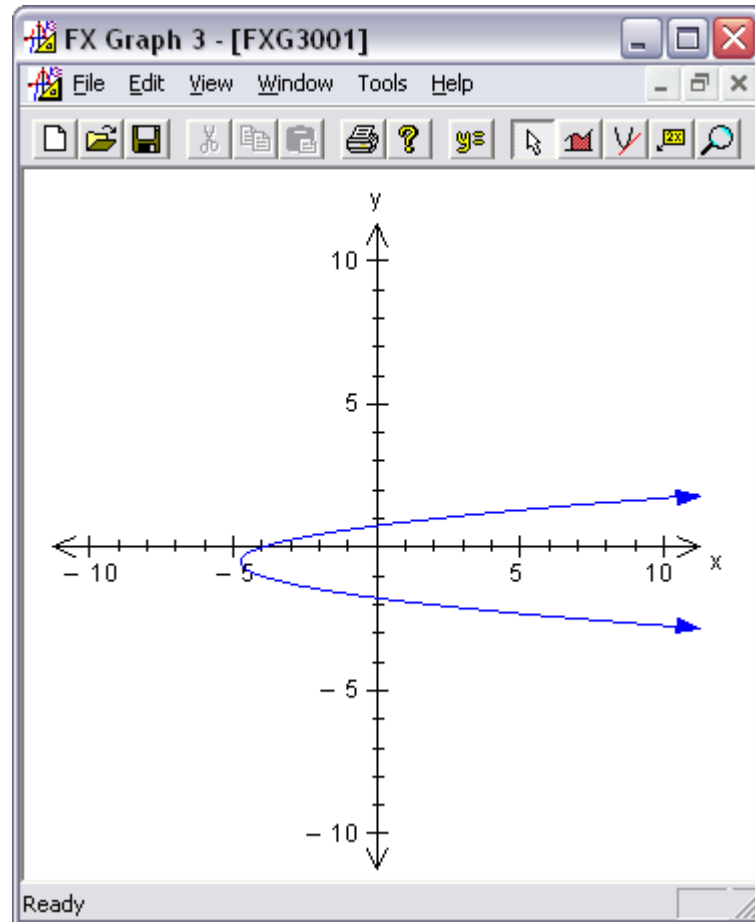 FX Graph 3 - [FXG3001]
File Edit View Window Tools Help
y= 2x
y
10
5
– 10 – 5 5 10 x
– 5
– 10
Ready